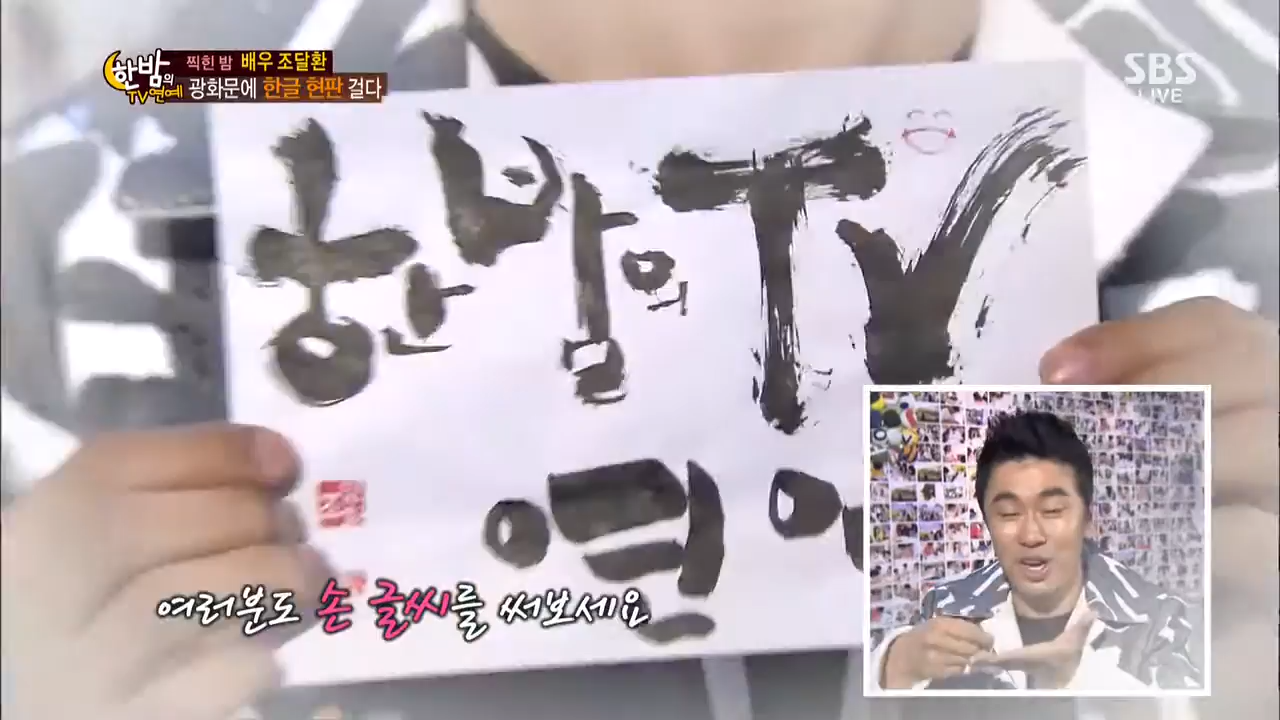 한밤의 TV연예
찍힌 밤 배우 조달환
광화문에 한글 현판 걸다
SBS
LIVE
한밤의 TV
연예
여러분도 손 글씨를 써보세요